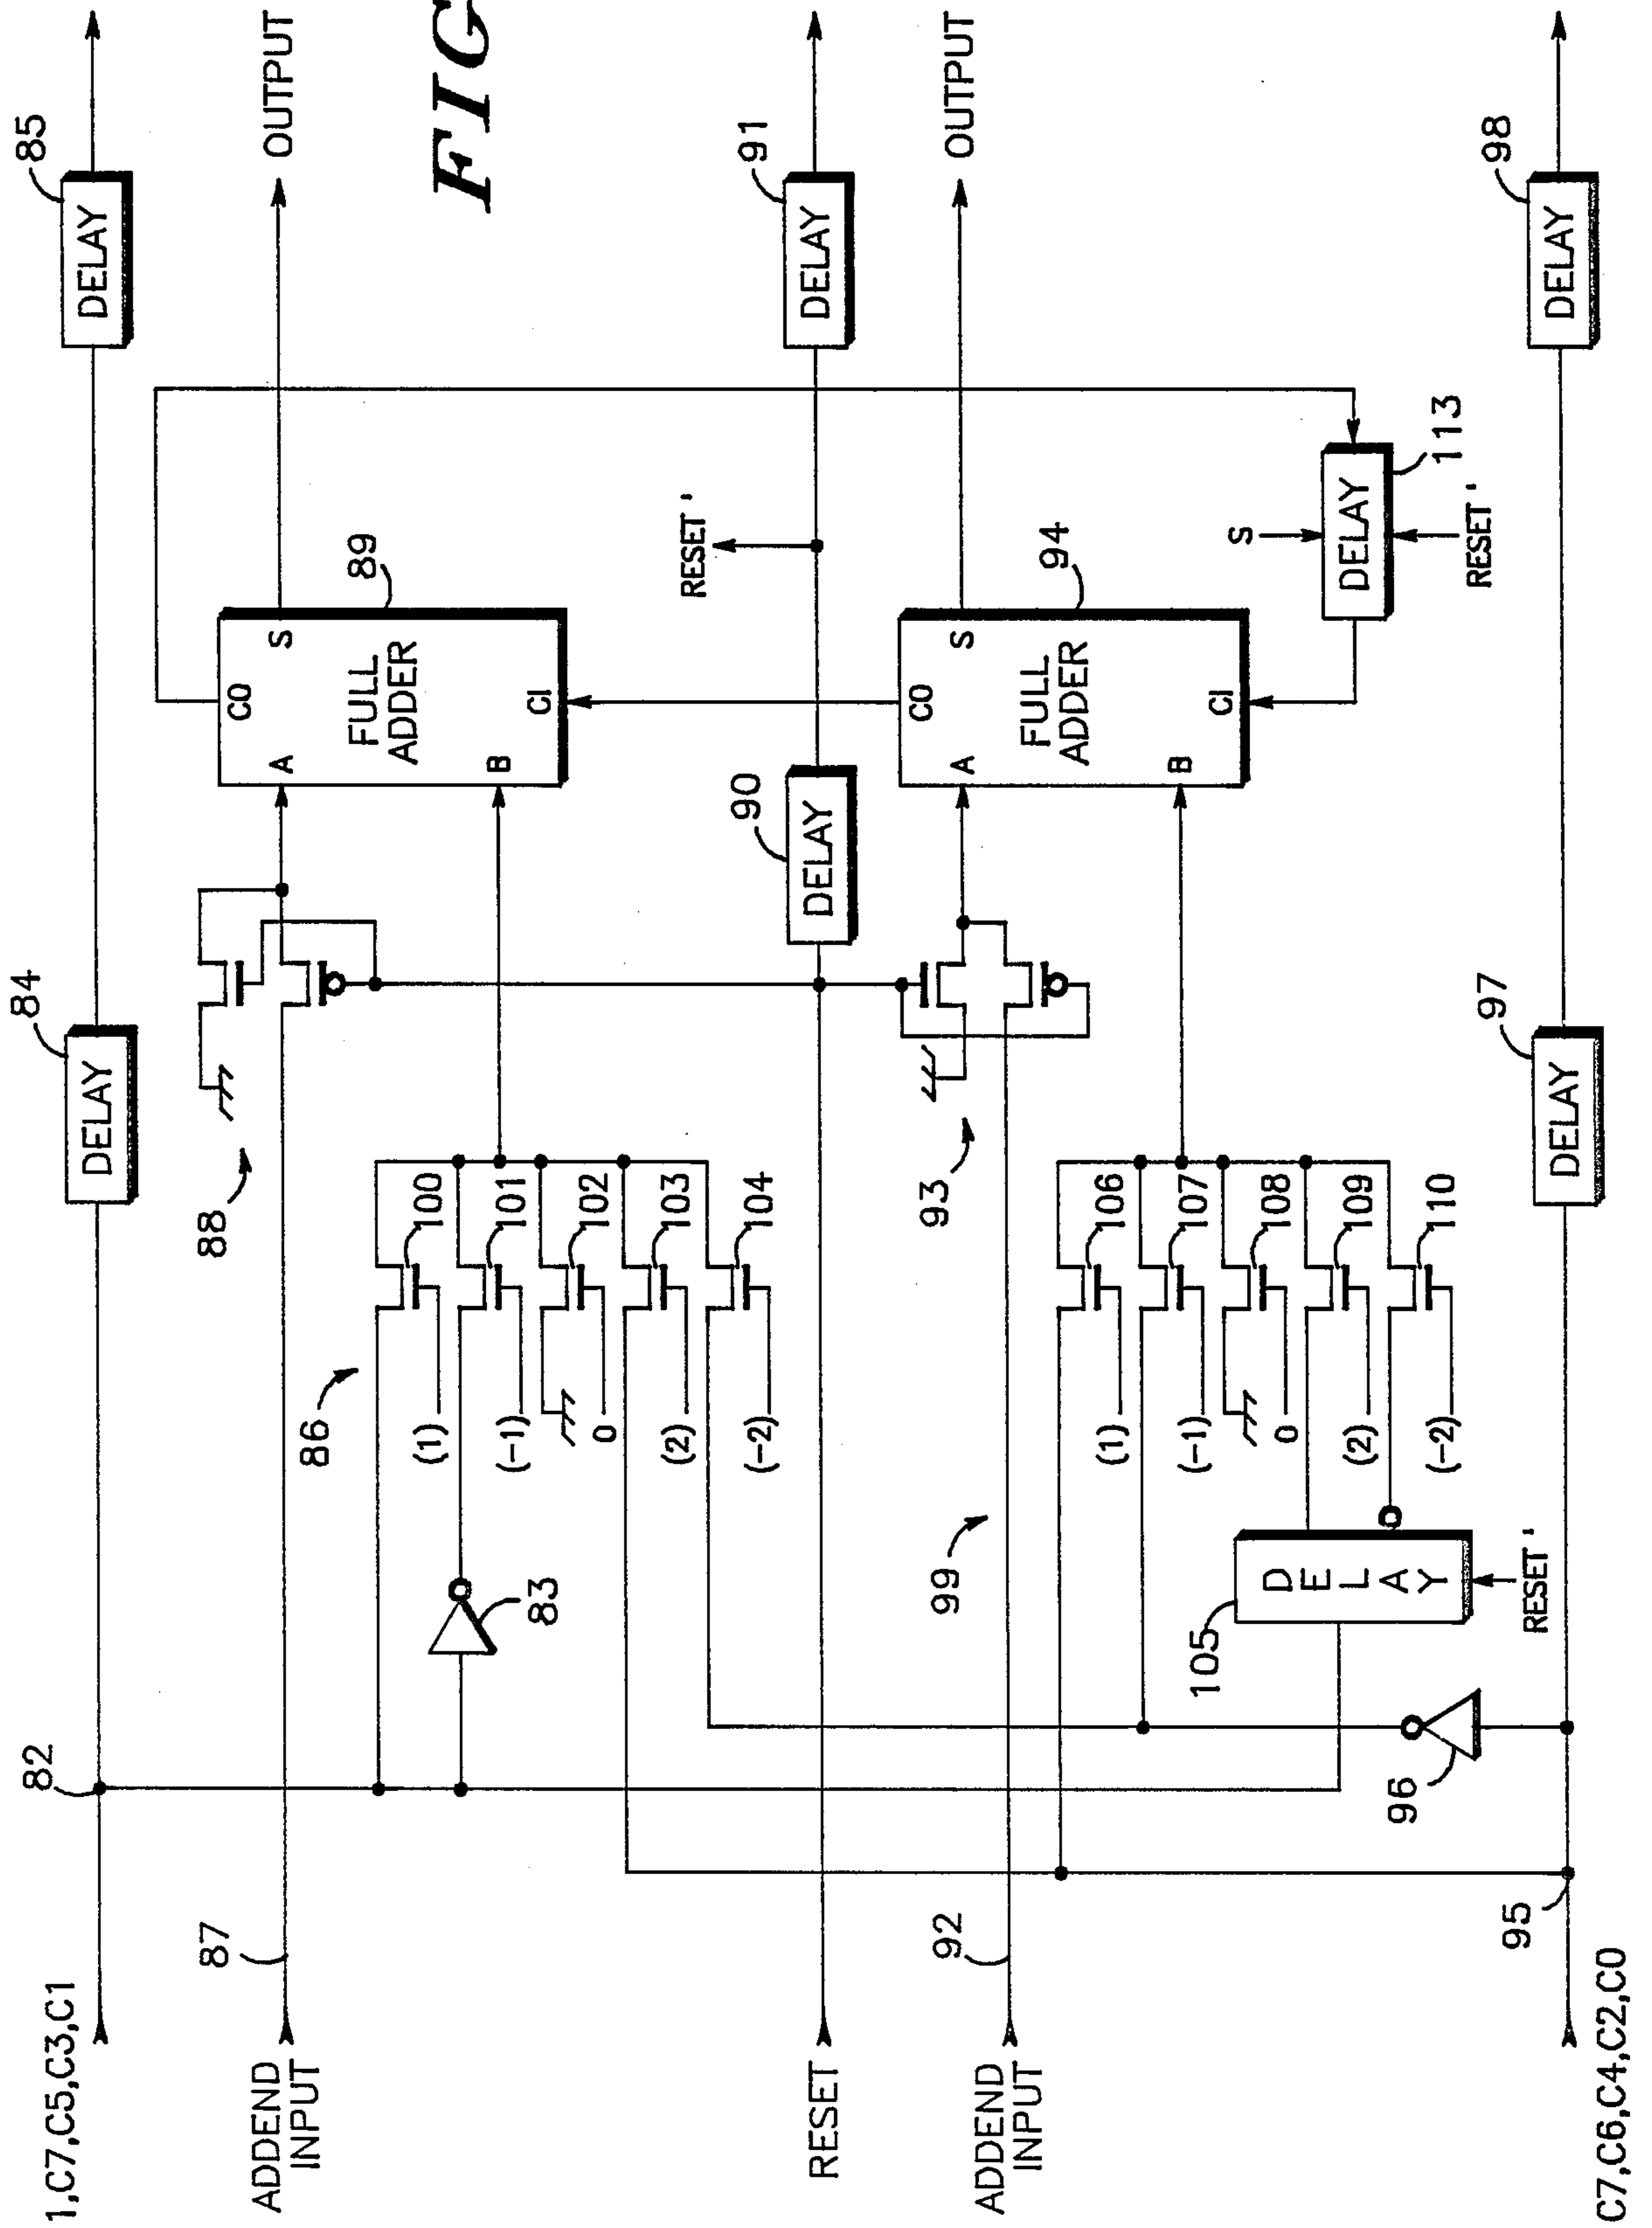 85
DELAY
84
DELAY
82
1,C7,C5,C3,C1
OUTPUT
FIG
89
CO
S
FULL
ADDER
A
B
CI
88
87
ADDEND
INPUT
86
100
101
102
103
104
(1)
(-1)
0
(2)
(-2)
83
91
DELAY
RESET'
90
DELAY
RESET
OUTPUT
94
CO
S
FULL
ADDER
A
B
CI
93
92
ADDEND
INPUT
99
106
107
108
109
110
(1)
(-1)
0
(2)
(-2)
S
DELAY
113
RESET'
105
DELAY
RESET'
96
98
DELAY
97
DELAY
95
C7,C6,C4,C2,C0